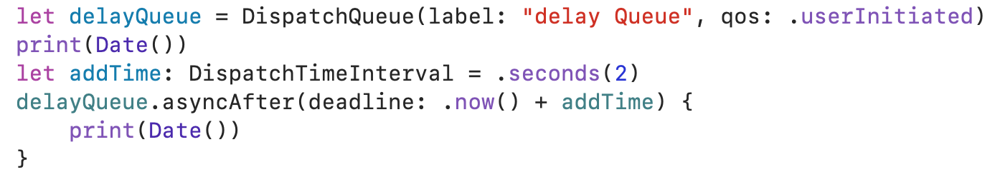 let delayQueue = DispatchQueue(label: "delay Queue", qos: .userInitiated)
print(Date())
let addTime: DispatchTimeInterval = .seconds(2)
delayQueue.asyncAfter(deadline: .now() + addTime) {
    print(Date())
}